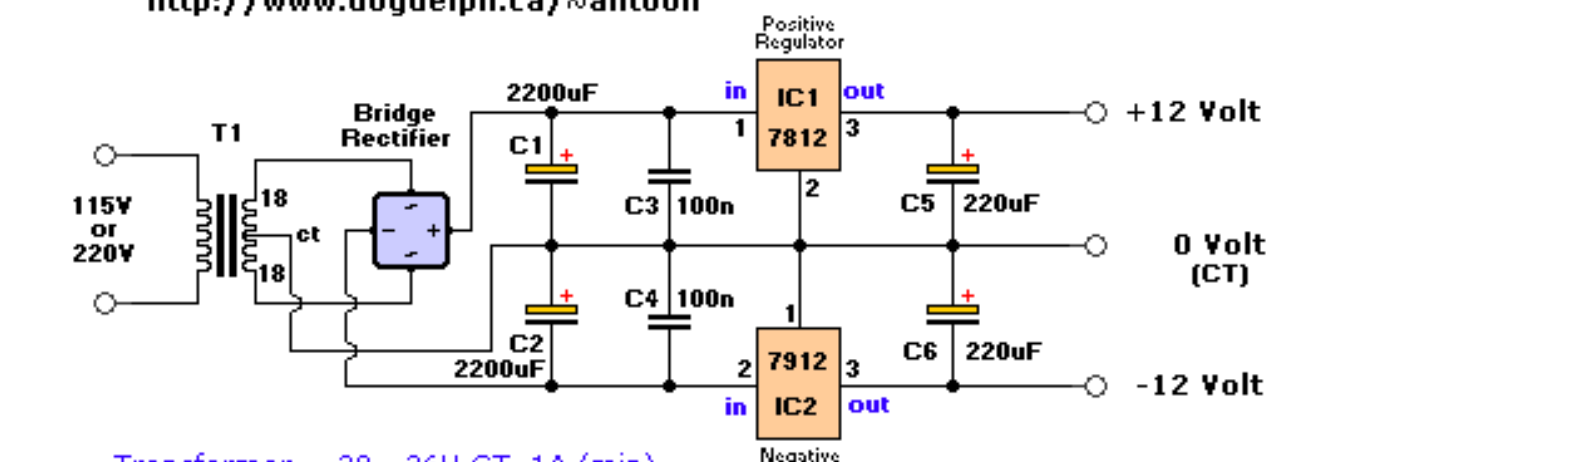 Positive
Regulator
2200uF
in
IC1
out
+12 Volt
Bridge
Rectifier
T1
C1
+
1
7812
3
+
18
2
115V
or
220V
C3
100n
C5
220uF
-
+
ct
0 Volt
(CT)
18
+
C4
100n
1
+
C2
2200uF
2
7912
3
C6
220uF
-12 Volt
in
IC2
out
Negative